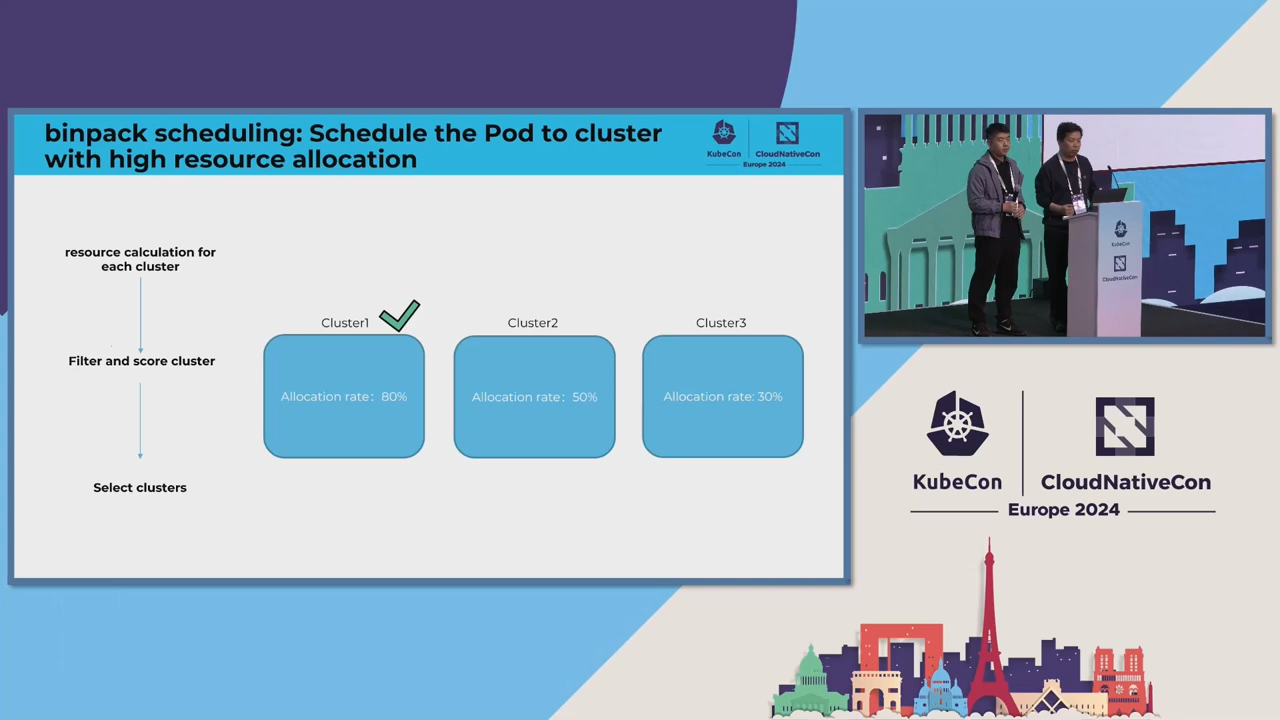 binpack scheduling: Schedule the Pod to cluster
with high resource allocation
KubeCon
CloudNativeCon
Europe 2024
resource calculation for
each cluster
Filter and score cluster
Select clusters
Cluster1
Cluster2
Cluster3
Allocation rate：80%
Allocation rate：50%
Allocation rate: 30%
KubeCon
CloudNativeCon
KubeCon
CloudNativeCon
Europe 2024